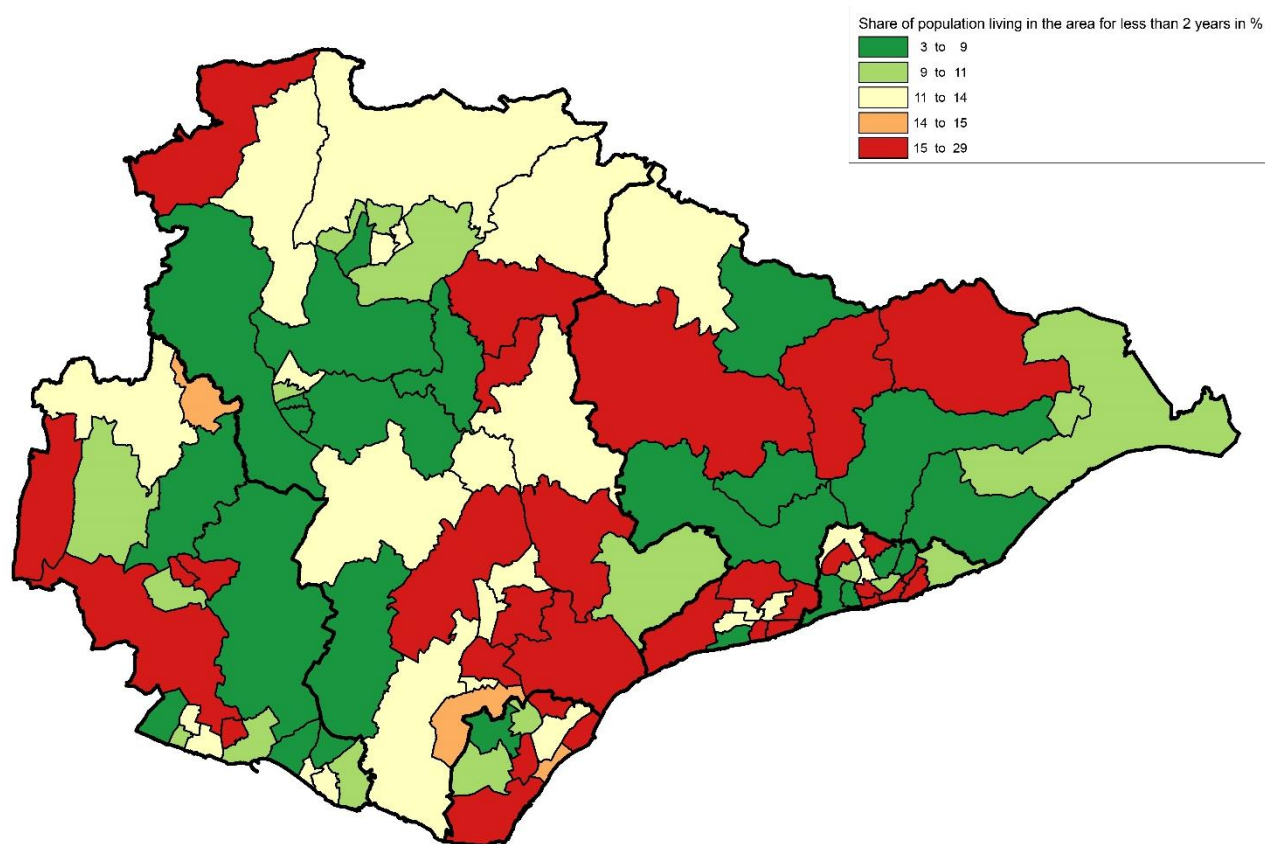 Share of population living in the area for less than 2 years in %
3 to 9
9 to 11
11 to 14
14 to 15
15 to 29